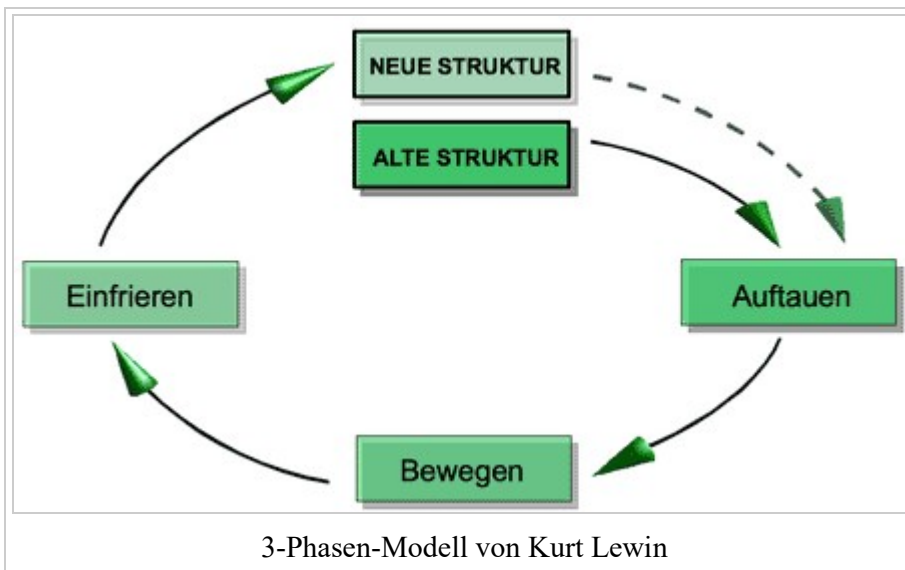 NEUE STRUKTUR
ALTE STRUKTUR
Einfrieren
Auftauen
Bewegen
3-Phasen-Modell von Kurt Lewin